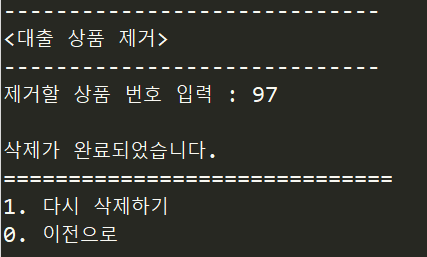 ------------------------------
<대출 상품 제거>
------------------------------
제거할 상품 번호 입력 : 97
삭제가 완료되었습니다.
==============================
1. 다시 삭제하기
0. 이전으로